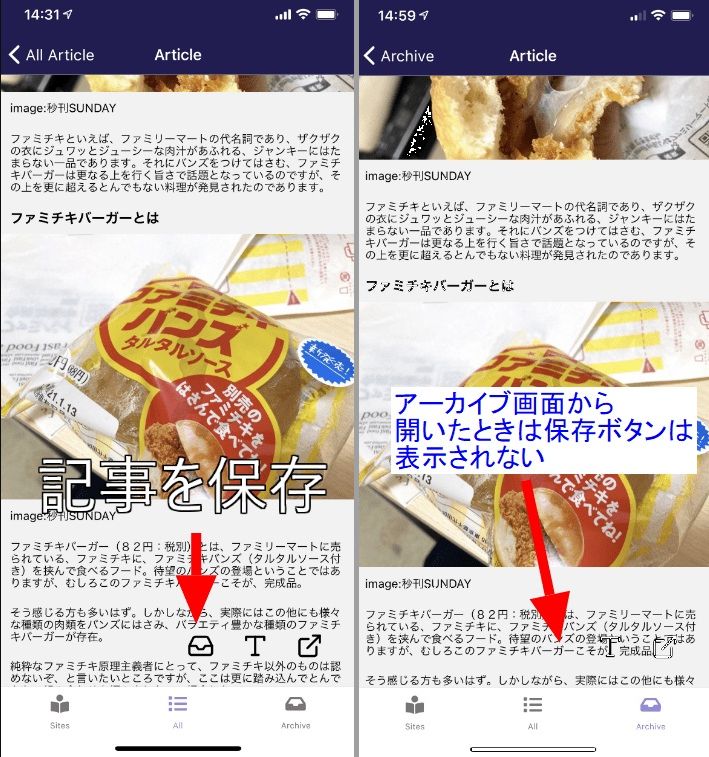 14:31
All Article
Article
image:秒刊SUNDAY
ファミチキといえば、ファミリーマートの代名詞であり、ザクザク
の衣にジュワッとジューシーな肉汁があふれる、ジャンキーにはた
まらない一品であります。それにバンズをつけてはさむ、ファミチ
キバーガーは更なる上を行く旨さで話題となっているのですが、そ
の上を更に超えるとんでもない料理が発見されたのであります。
ファミチキバーガーとは
ファミチキ
バンズ
タルタルソース
別売の
ファミチキを
はさんで食べてね!
21.1.13
Fast Food
記事を保存
image:秒刊SUNDAY
ファミチキバーガー（８２円：税別）とは、ファミリーマートに売
られている、ファミチキに、ファミチキバンズ（タルタルソース付
き）を挟んで食べるフード。待望のバンズの登場ということではあ
りますが、むしろこのファミチキバーガーこそが、完成品。
そう感じる方も多いはず。しかしながら、実際にはこの他にも様々
な種類の肉類をバンズにはさみ、バラエティ豊かな種類のファミチ
キバーガーが存在。
純粋なファミチキ原理主義者にとって、ファミチキ以外のものは認
めないぞ、と言いたいところですが、ここは更に踏み込んでとんで
Sites
All
Archive
14:59
Archive
Article
image:秒刊SUNDAY
ファミチキといえば、ファミリーマートの代名詞であり、ザクザク
の衣にジュワッとジューシーな肉汁があふれる、ジャンキーにはた
まらない一品であります。それにバンズをつけてはさむ、ファミチ
キバーガーは更なる上を行く旨さで話題となっているのですが、そ
の上を更に超えるとんでもない料理が発見されたのであります。
ファミチキバーガーとは
ファミチキ
アーカイブ画面から
開いたときは保存ボタンは
表示されない
image:秒刊SUNDAY
ファミチキバーガー（８２円：税別）とは、ファミリーマートに売
られている、ファミチキに、ファミチキバンズ（タルタルソース付
き）を挟んで食べるフード。待望のバンズの登場ということではあ
りますが、むしろこのファミチキバーガーこそが、完成品。
そう感じる方も多いはず。しかしながら、実際にはこの他にも様々
Sites
All
Archive